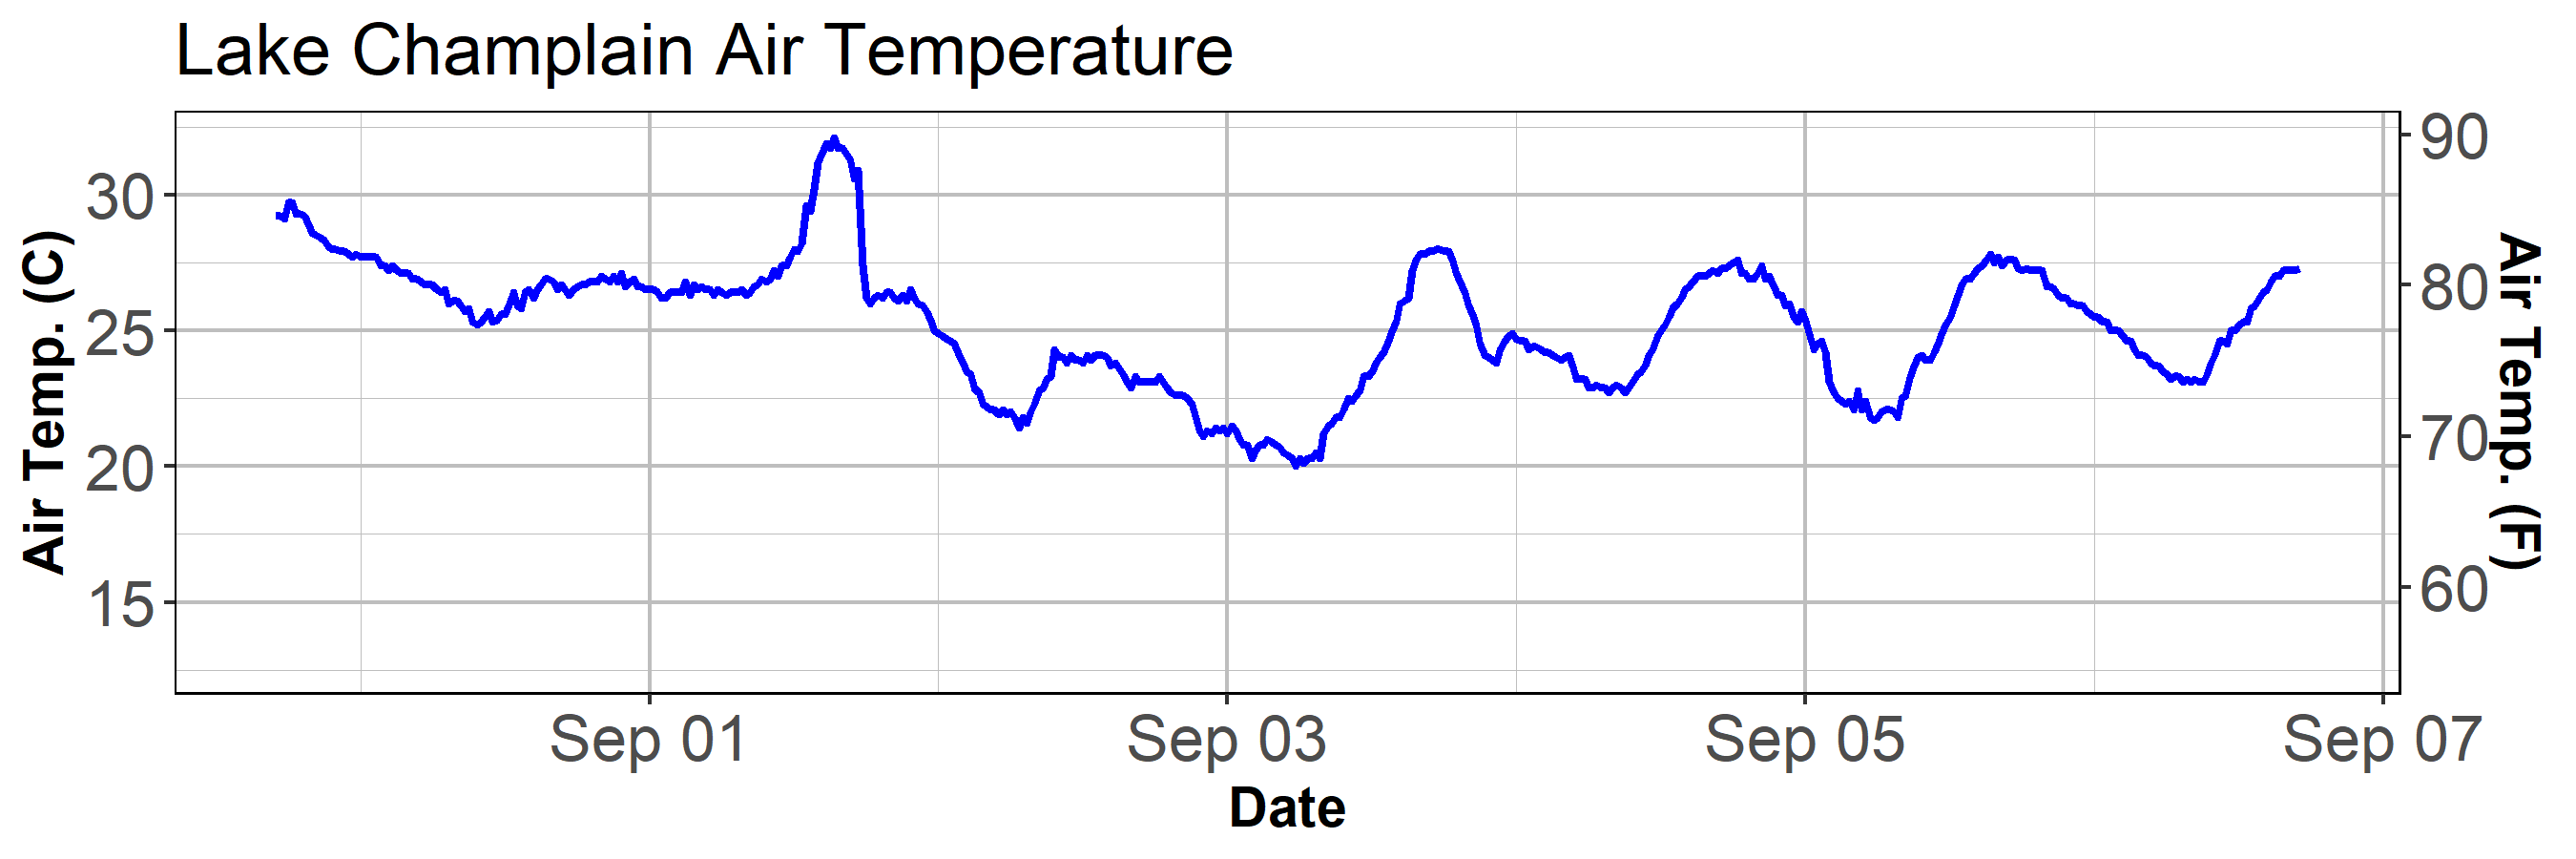 Lake Champlain Air Temperature
Air Temp. (C)
30
25
20
15
90
80
70
60
Air Temp. (F)
Sep 01
Sep 03
Sep 05
Sep 07
Date